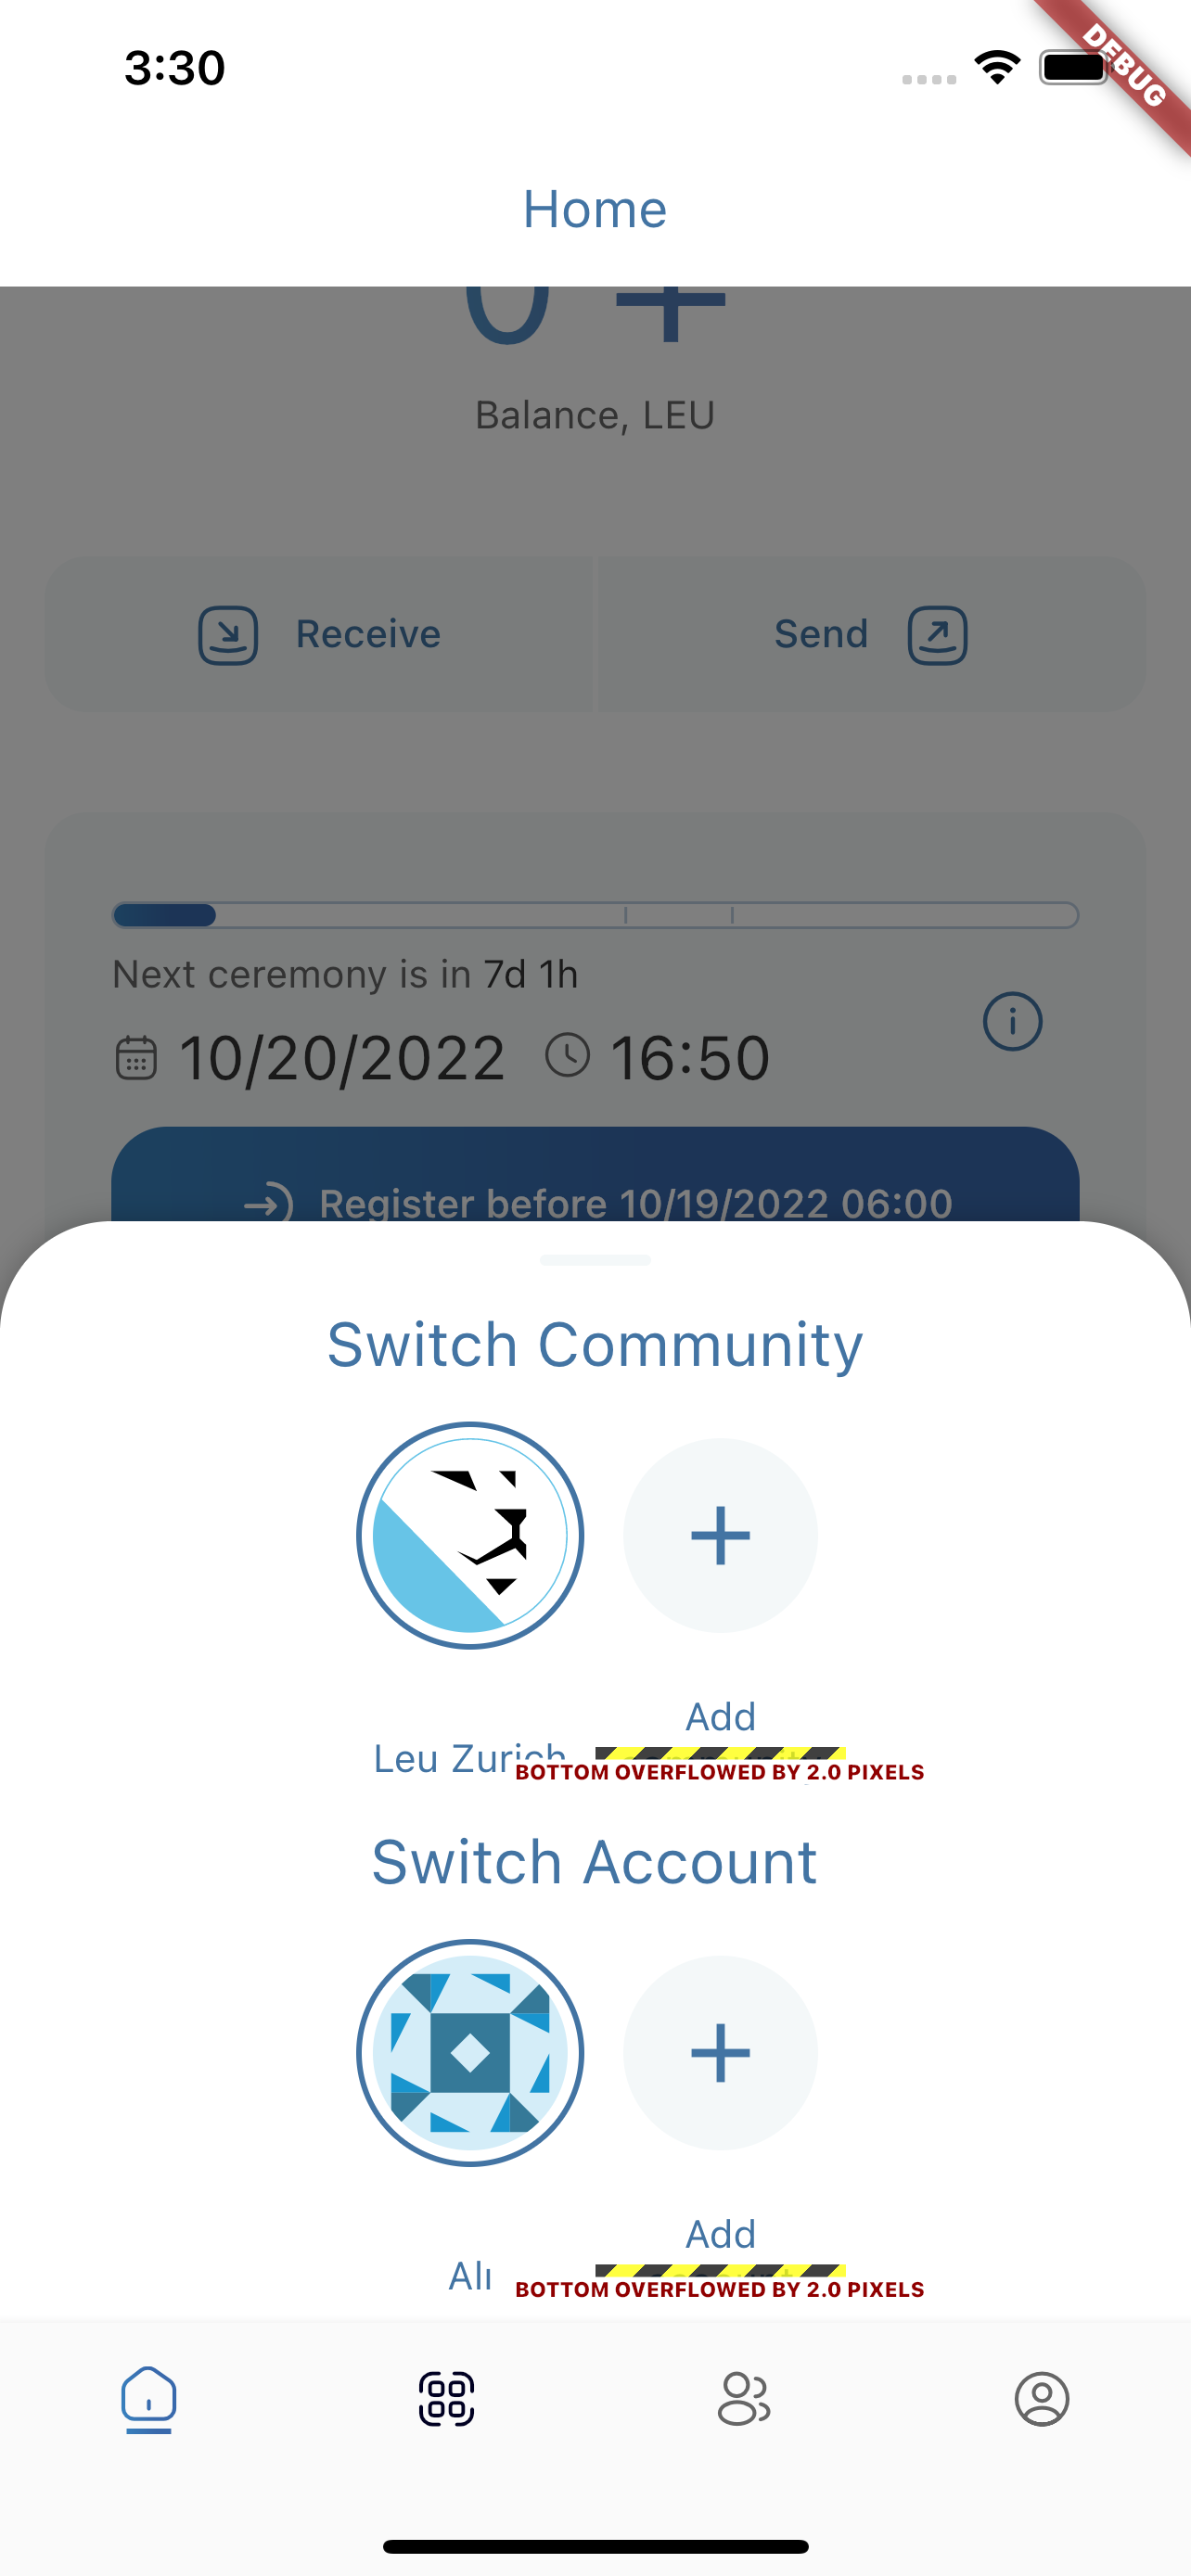 3:30
DEBUG
Home
0
Balance, LEU
Receive
Send
Next ceremony is in 7d 1h
10/20/2022 16:50
Register before 10/19/2022 06:00
Switch Community
Add
Leu Zurich
BOTTOM OVERFLOWED BY 2.0 PIXELS
Switch Account
Add
BOTTOM OVERFLOWED BY 2.0 PIXELS